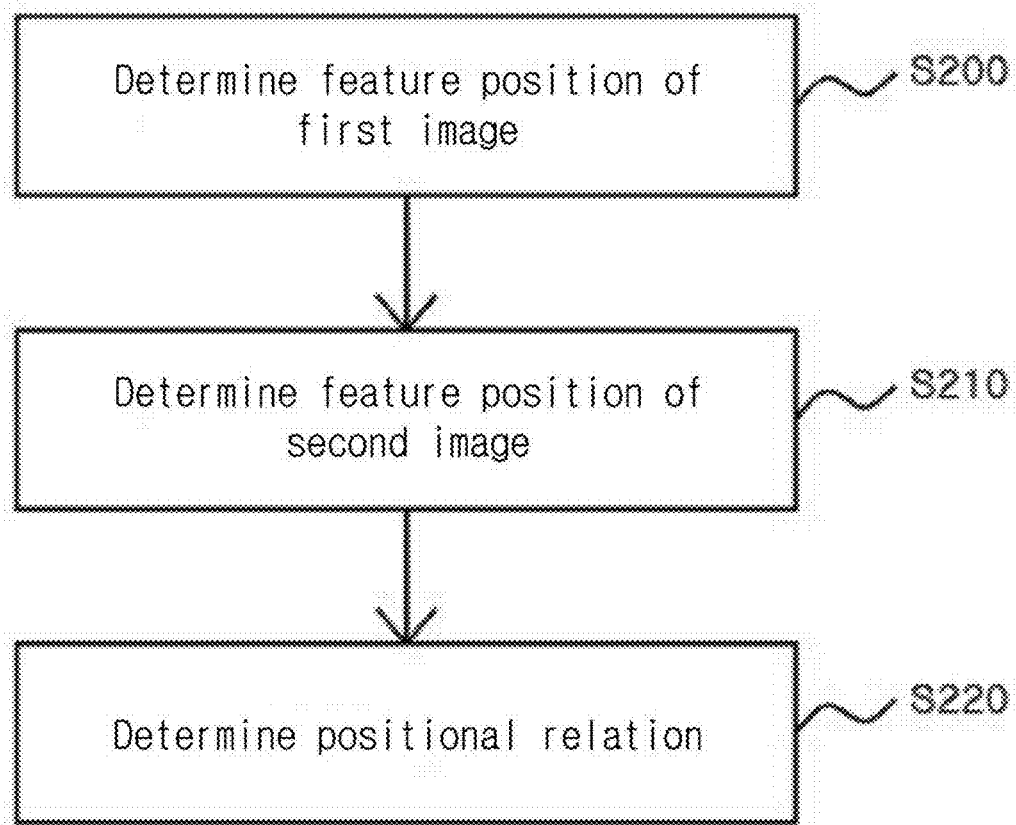 Determine feature position of
first image
S200
Determine feature position of
second image
S210
Determine positional relation
S220